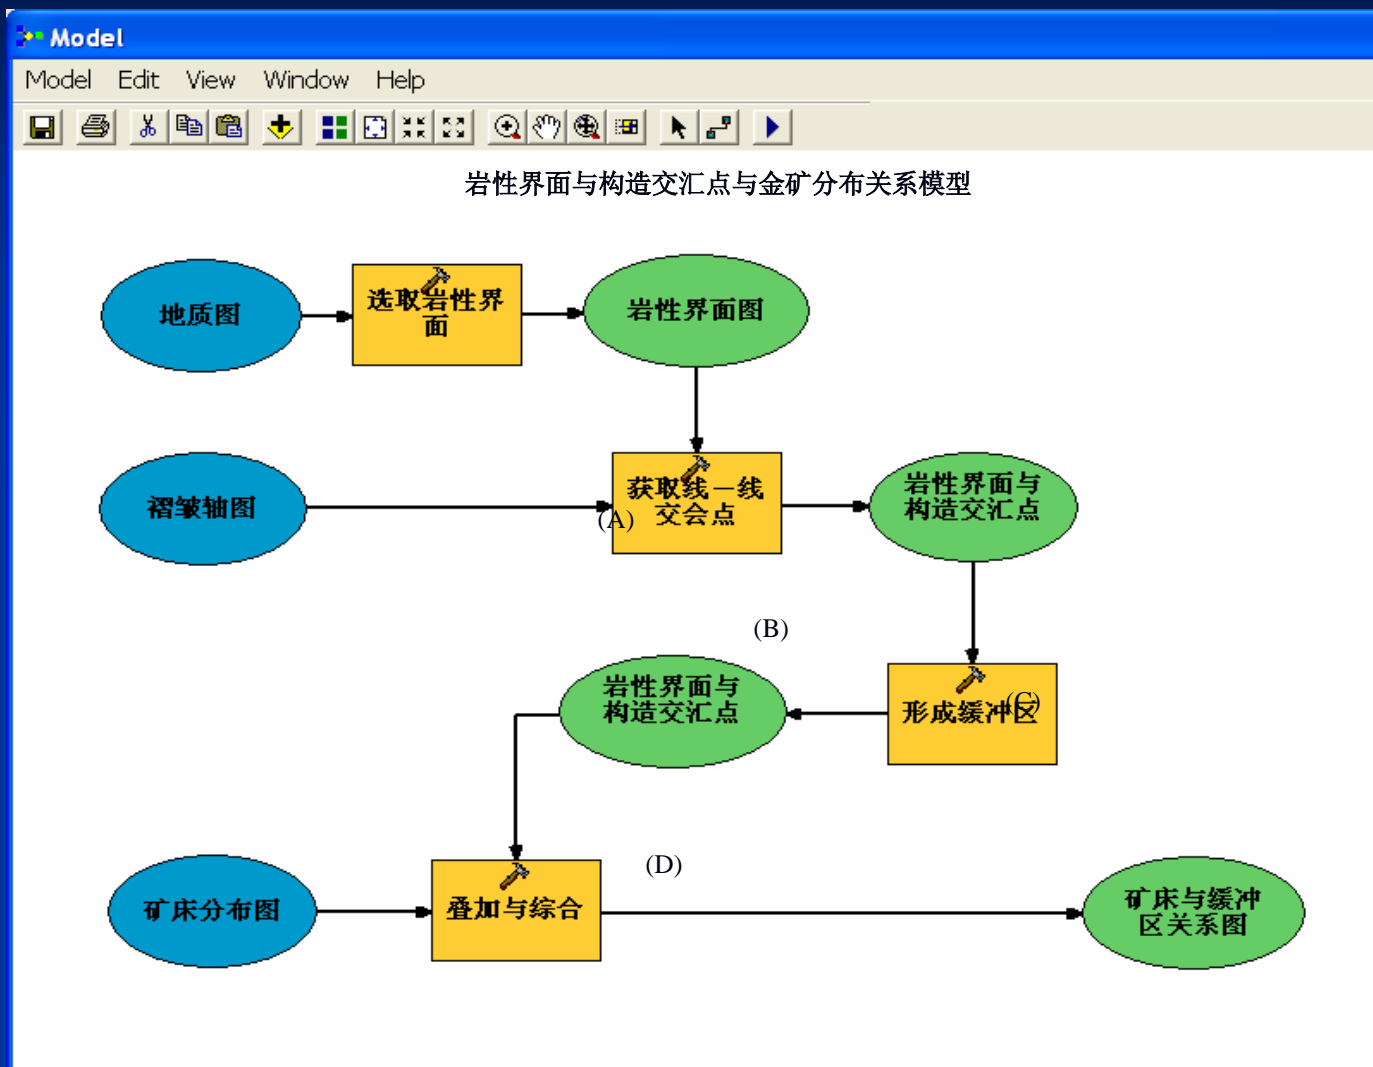 Model
Model Edit View Window Help
岩性界面与构造交汇点与金矿分布关系模型
地质图
选取岩性界
面
岩性界面图
褶皱轴图
获取线－线
交会点
(A)
岩性界面与
构造交汇点
(B)
岩性界面与
构造交汇点
形成缓冲区
(C)
(D)
矿床分布图
叠加与综合
矿床与缓冲
区关系图